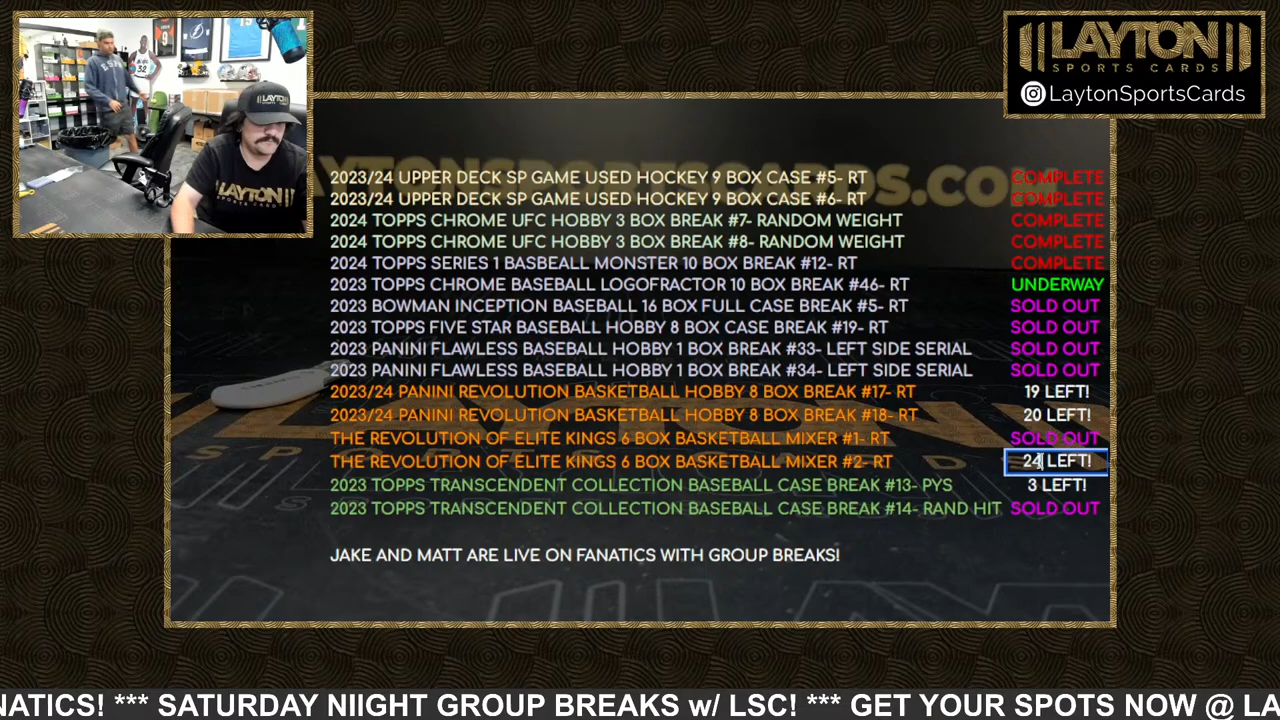 LAYTON
SPORTS CARDS
LaytonSportsCards
LAYTONSPORTSCARDS.COM
2023/24 UPPER DECK SP GAME USED HOCKEY 9 BOX CASE #5- RT COMPLETE
2023/24 UPPER DECK SP GAME USED HOCKEY 9 BOX CASE #6- RT COMPLETE
2024 TOPPS CHROME UFC HOBBY 3 BOX BREAK #7- RANDOM WEIGHT COMPLETE
2024 TOPPS CHROME UFC HOBBY 3 BOX BREAK #8- RANDOM WEIGHT COMPLETE
2024 TOPPS SERIES 1 BASBEALL MONSTER 10 BOX BREAK #12- RT COMPLETE
2023 TOPPS CHROME BASEBALL LOGOFRACTOR 10 BOX BREAK #46- RT UNDERWAY
2023 BOWMAN INCEPTION BASEBALL 16 BOX FULL CASE BREAK #5- RT SOLD OUT
2023 TOPPS FIVE STAR BASEBALL HOBBY 8 BOX CASE BREAK #19- RT SOLD OUT
2023 PANINI FLAWLESS BASEBALL HOBBY 1 BOX BREAK #33- LEFT SIDE SERIAL SOLD OUT
2023 PANINI FLAWLESS BASEBALL HOBBY 1 BOX BREAK #34- LEFT SIDE SERIAL SOLD OUT
2023/24 PANINI REVOLUTION BASKETBALL HOBBY 8 BOX BREAK #17- RT 19 LEFT!
2023/24 PANINI REVOLUTION BASKETBALL HOBBY 8 BOX BREAK #18- RT 20 LEFT!
THE REVOLUTION OF ELITE KINGS 6 BOX BASKETBALL MIXER #1- RT SOLD OUT
THE REVOLUTION OF ELITE KINGS 6 BOX BASKETBALL MIXER #2- RT 24 LEFT!
2023 TOPPS TRANSCENDENT COLLECTION BASEBALL CASE BREAK #13- PYS 3 LEFT!
2023 TOPPS TRANSCENDENT COLLECTION BASEBALL CASE BREAK #14- RAND HIT SOLD OUT
JAKE AND MATT ARE LIVE ON FANATICS WITH GROUP BREAKS!
NATICS! *** SATURDAY NIIGHT GROUP BREAKS w/ LSC! *** GET YOUR SPOTS NOW @ LA